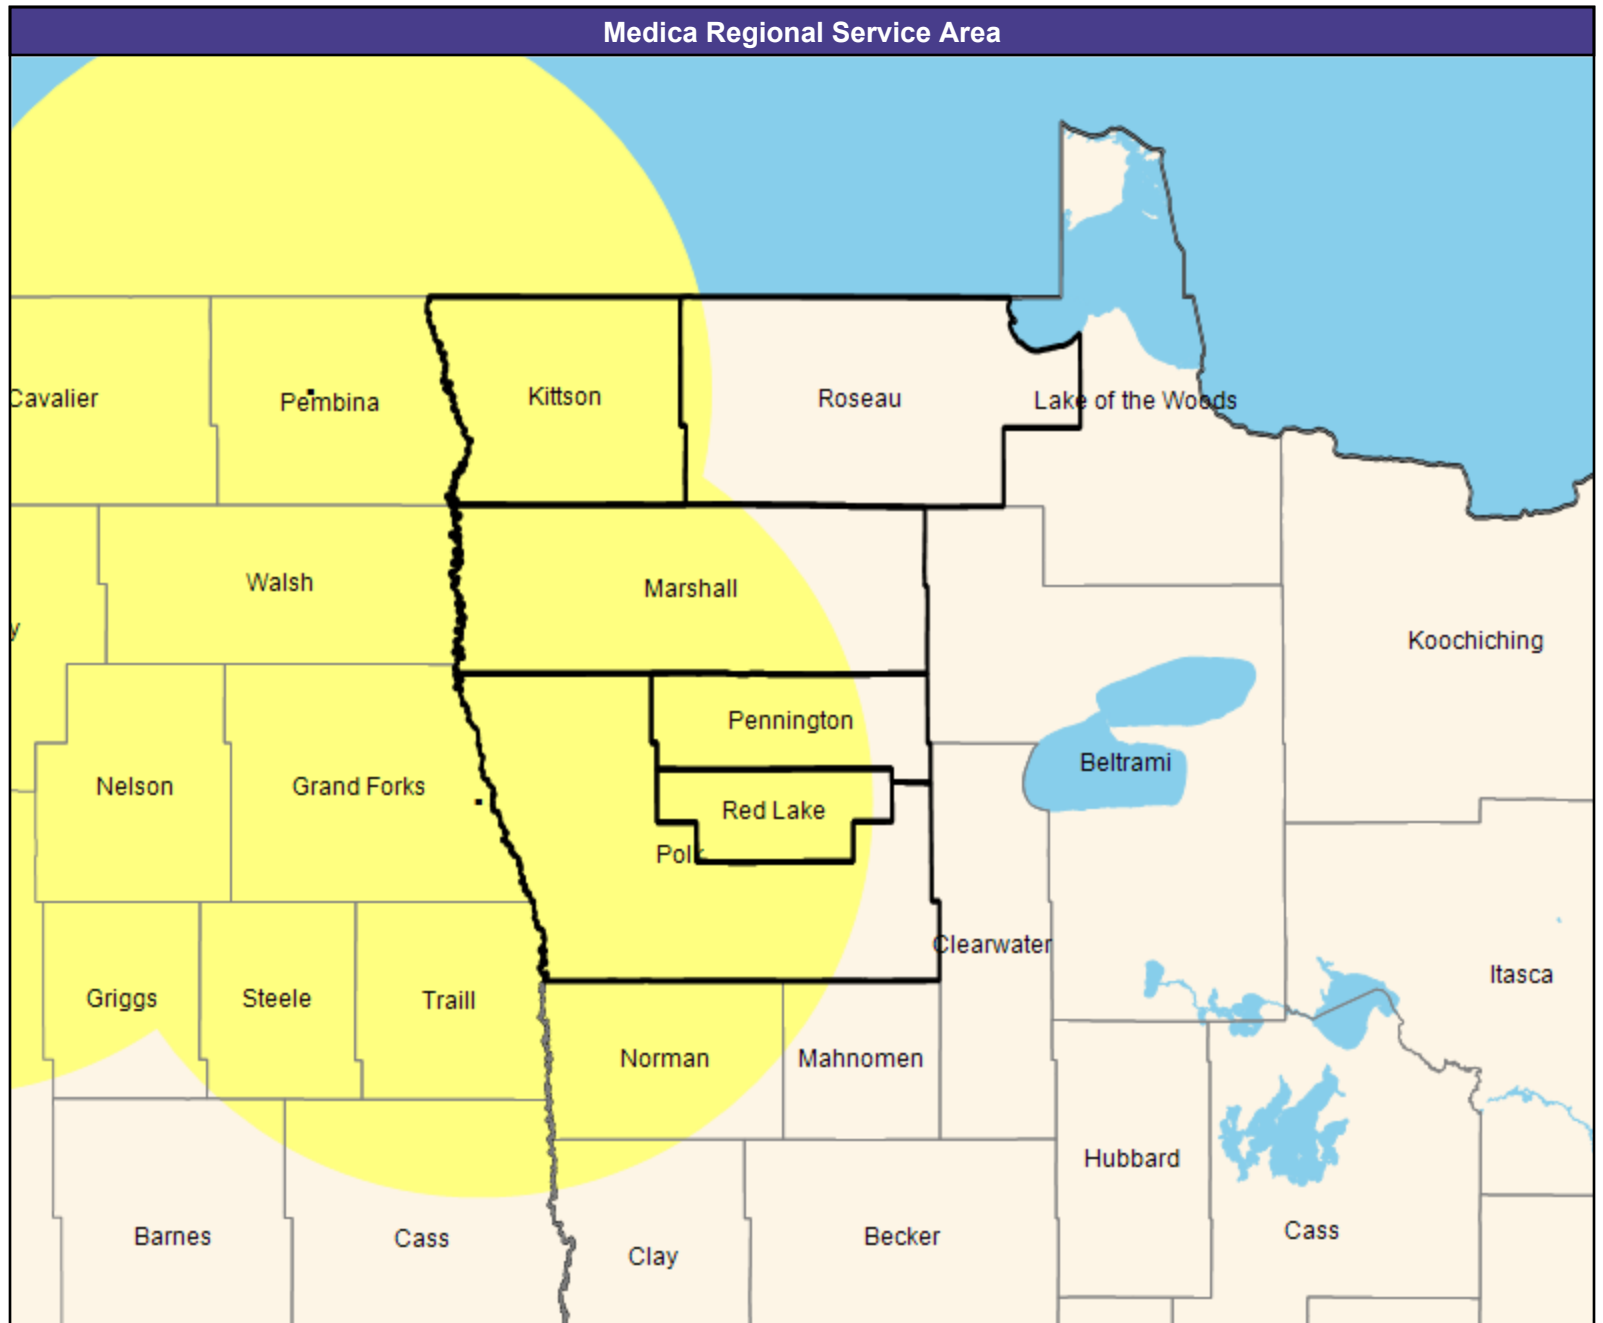 Medica Regional Service Area
Cavalier
Pembina
Kittson
Roseau
Lake of the Woods
Walsh
Marshall
y
Koochiching
Pennington
Beltrami
Nelson
Grand Forks
Red Lake
Polk
Clearwater
Griggs
Steele
Traill
Itasca
Norman
Mahnomen
Hubbard
Barnes
Cass
Clay
Becker
Cass